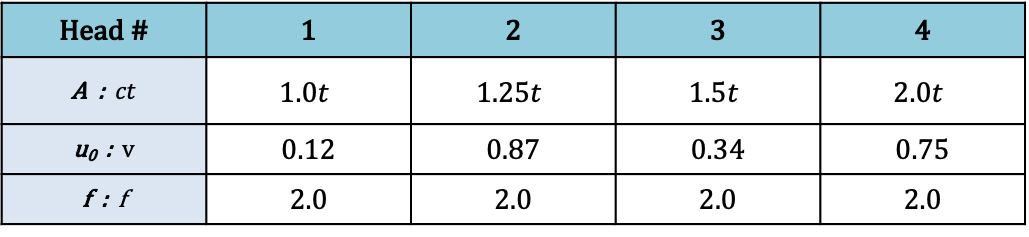 Head # 1 2 3 4
A : ct 1.0t 1.25t 1.5t 2.0t
u₀ : v 0.12 0.87 0.34 0.75
f : f 2.0 2.0 2.0 2.0